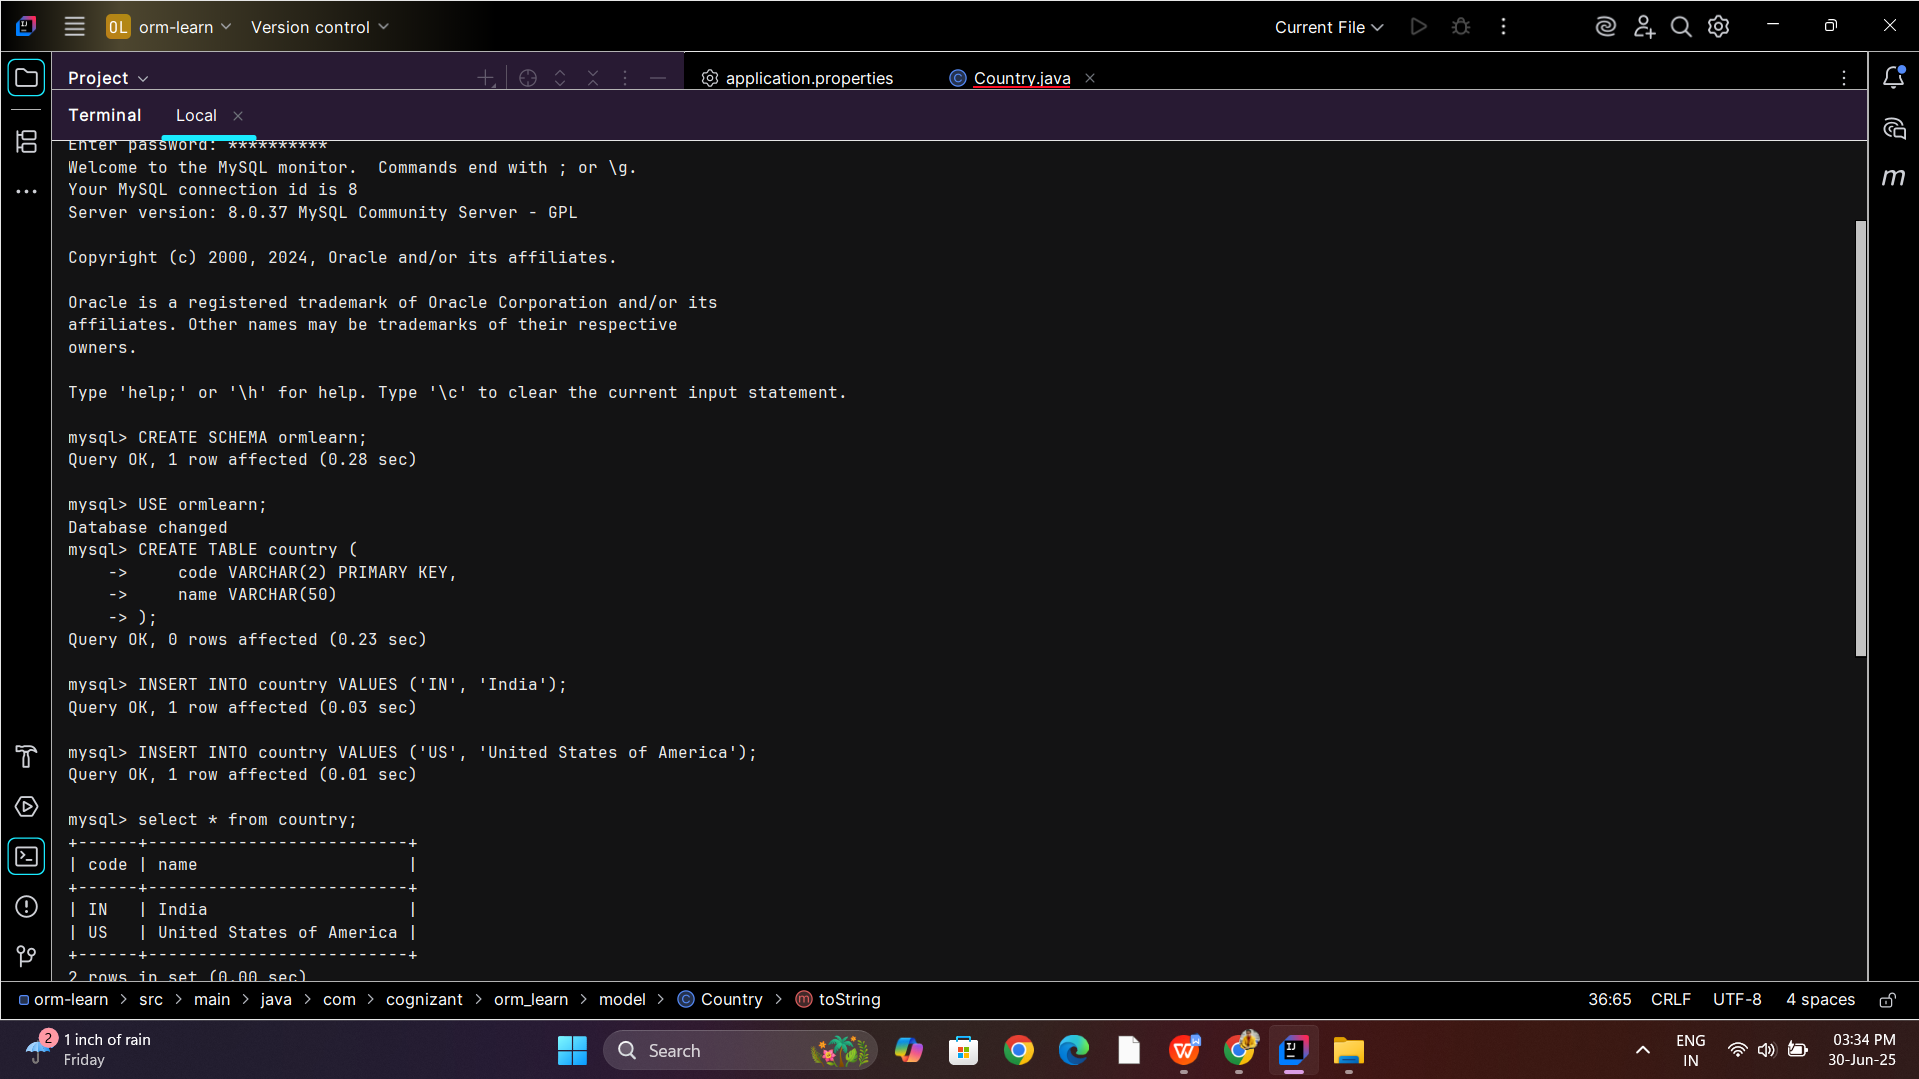 OL orm-learn Version control Current File
Project application.properties Country.java
Terminal Local
Enter password: **********
Welcome to the MySQL monitor.  Commands end with ; or \g.
Your MySQL connection id is 8
Server version: 8.0.37 MySQL Community Server - GPL
Copyright (c) 2000, 2024, Oracle and/or its affiliates.
Oracle is a registered trademark of Oracle Corporation and/or its
affiliates. Other names may be trademarks of their respective
owners.
Type 'help;' or '\h' for help. Type '\c' to clear the current input statement.
mysql> CREATE SCHEMA ormlearn;
Query OK, 1 row affected (0.28 sec)
mysql> USE ormlearn;
Database changed
mysql> CREATE TABLE country (
    ->     code VARCHAR(2) PRIMARY KEY,
    ->     name VARCHAR(50)
    -> );
Query OK, 0 rows affected (0.23 sec)
mysql> INSERT INTO country VALUES ('IN', 'India');
Query OK, 1 row affected (0.03 sec)
mysql> INSERT INTO country VALUES ('US', 'United States of America');
Query OK, 1 row affected (0.01 sec)
mysql> select * from country;
+------+--------------------------+
| code | name                     |
+------+--------------------------+
| IN   | India                    |
| US   | United States of America |
+------+--------------------------+
2 rows in set (0.00 sec)
orm-learn > src > main > java > com > cognizant > orm_learn > model > Country > toString 36:65 CRLF UTF-8 4 spaces
2 1 inch of rain
Friday
Search
ENG
IN
03:34 PM
30-Jun-25